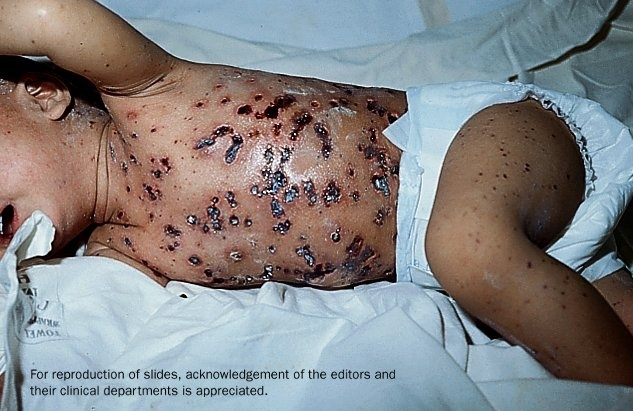 For reproduction of slides, acknowledgement of the editors and
their clinical departments is appreciated.